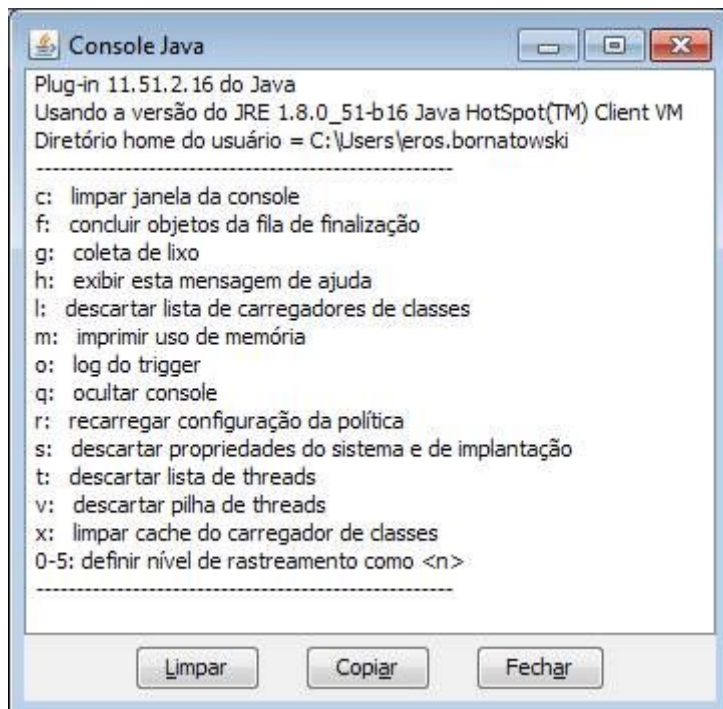 Console Java
Plug-in 11.51.2.16 do Java
Usando a versão do JRE 1.8.0_51-b16 Java HotSpot(TM) Client VM
Diretório home do usuário = C:\Users\eros.bornatowski
----------------------------------------------------
c: limpar janela da console
f: concluir objetos da fila de finalização
g: coleta de lixo
h: exibir esta mensagem de ajuda
l: descartar lista de carregadores de classes
m: imprimir uso de memória
o: log do trigger
q: ocultar console
r: recarregar configuração da política
s: descartar propriedades do sistema e de implantação
t: descartar lista de threads
v: descartar pilha de threads
x: limpar cache do carregador de classes
0-5: definir nível de rastreamento como <n>
----------------------------------------------------
Limpar Copiar Fechar